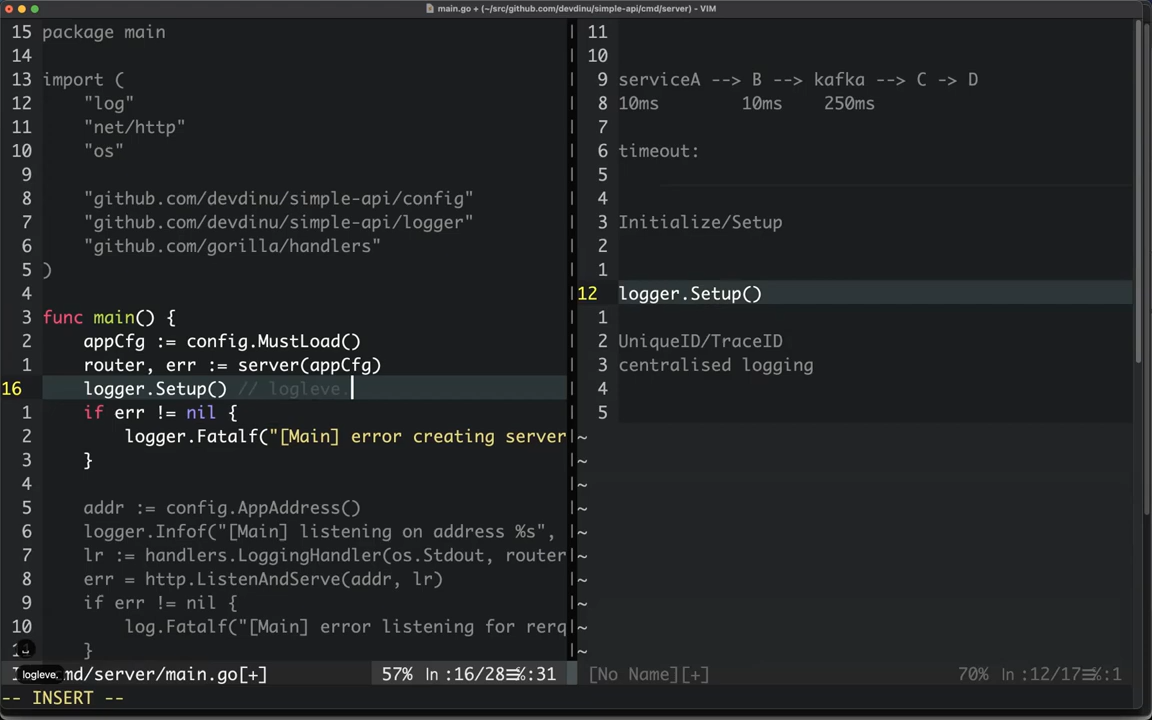 main.go + (~/src/github.com/devdinu/simple-api/cmd/server) - VIM
15 package main
14
13 import (
12 "log"
11 "net/http"
10 "os"
9
8 "github.com/devdinu/simple-api/config"
7 "github.com/devdinu/simple-api/logger"
6 "github.com/gorilla/handlers"
5 )
4
3 func main() {
2 appCfg := config.MustLoad()
1 router, err := server(appCfg)
16 logger.Setup() // logleve.
1 if err != nil {
2 logger.Fatalf("[Main] error creating server
3 }
4
5 addr := config.AppAddress()
6 logger.Infof("[Main] listening on address %s",
7 lr := handlers.LoggingHandler(os.Stdout, router
8 err = http.ListenAndServe(addr, lr)
9 if err != nil {
10 log.Fatalf("[Main] error listening for rerq
}
logleve.
md/server/main.go[+] 57% ln :16/28≡%:31
-- INSERT --
11
10
9 serviceA --> B --> kafka --> C -> D
8 10ms 10ms 250ms
7
6 timeout:
5
4
3 Initialize/Setup
2
1
12 logger.Setup()
1
2 UniqueID/TraceID
3 centralised logging
4
5
~
~
~
~
~
~
~
~
~
~
[No Name][+] 70% ln :12/17≡%:1